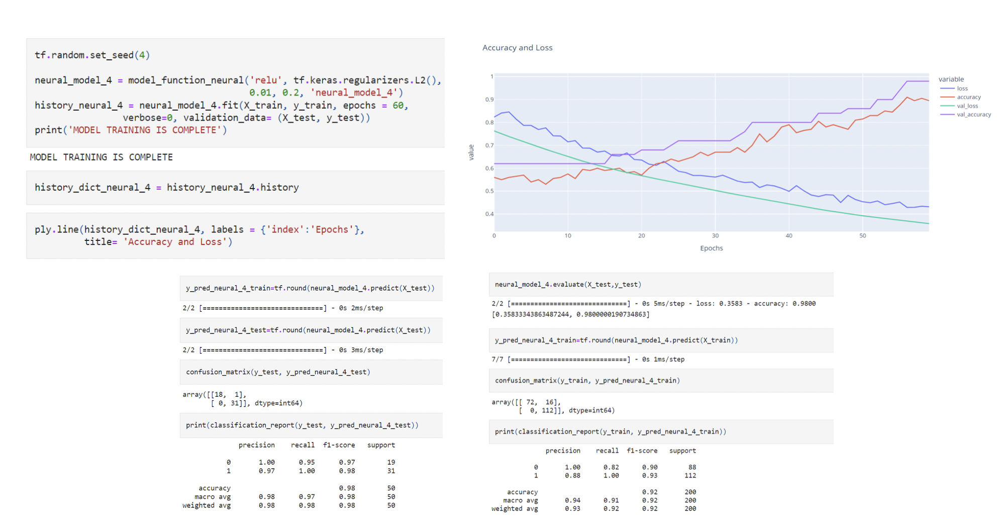 tf.random.set_seed(4)
neural_model_4 = model_function_neural('relu', tf.keras.regularizers.L2(),
0.01, 0.2, 'neural_model_4')
history_neural_4 = neural_model_4.fit(X_train, y_train, epochs = 60,
verbose=0, validation_data= (X_test, y_test))
print('MODEL TRAINING IS COMPLETE')
MODEL TRAINING IS COMPLETE
history_dict_neural_4 = history_neural_4.history
ply.line(history_dict_neural_4, labels = {'index':'Epochs'},
title= 'Accuracy and Loss')
Accuracy and Loss
value
1
0.9
0.8
0.7
0.6
0.5
0.4
0 10 20 30 40 50
Epochs
variable
loss
accuracy
val_loss
val_accuracy
y_pred_neural_4_train=tf.round(neural_model_4.predict(X_test))
2/2 [==============================] - 0s 2ms/step
y_pred_neural_4_test=tf.round(neural_model_4.predict(X_test))
2/2 [==============================] - 0s 3ms/step
confusion_matrix(y_test, y_pred_neural_4_test)
array([[18, 1],
[ 0, 31]], dtype=int64)
print(classification_report(y_test, y_pred_neural_4_test))
precision recall f1-score support
0 1.00 0.95 0.97 19
1 0.97 1.00 0.98 31
accuracy 0.98 50
macro avg 0.98 0.97 0.98 50
weighted avg 0.98 0.98 0.98 50
neural_model_4.evaluate(X_test,y_test)
2/2 [==============================] - 0s 5ms/step - loss: 0.3583 - accuracy: 0.9800
[0.35833343863487244, 0.9800000190734863]
y_pred_neural_4_train=tf.round(neural_model_4.predict(X_train))
7/7 [==============================] - 0s 1ms/step
confusion_matrix(y_train, y_pred_neural_4_train)
array([[ 72, 16],
[ 0, 112]], dtype=int64)
print(classification_report(y_train, y_pred_neural_4_train))
precision recall f1-score support
0 1.00 0.82 0.90 88
1 0.88 1.00 0.93 112
accuracy 0.92 200
macro avg 0.94 0.91 0.92 200
weighted avg 0.93 0.92 0.92 200